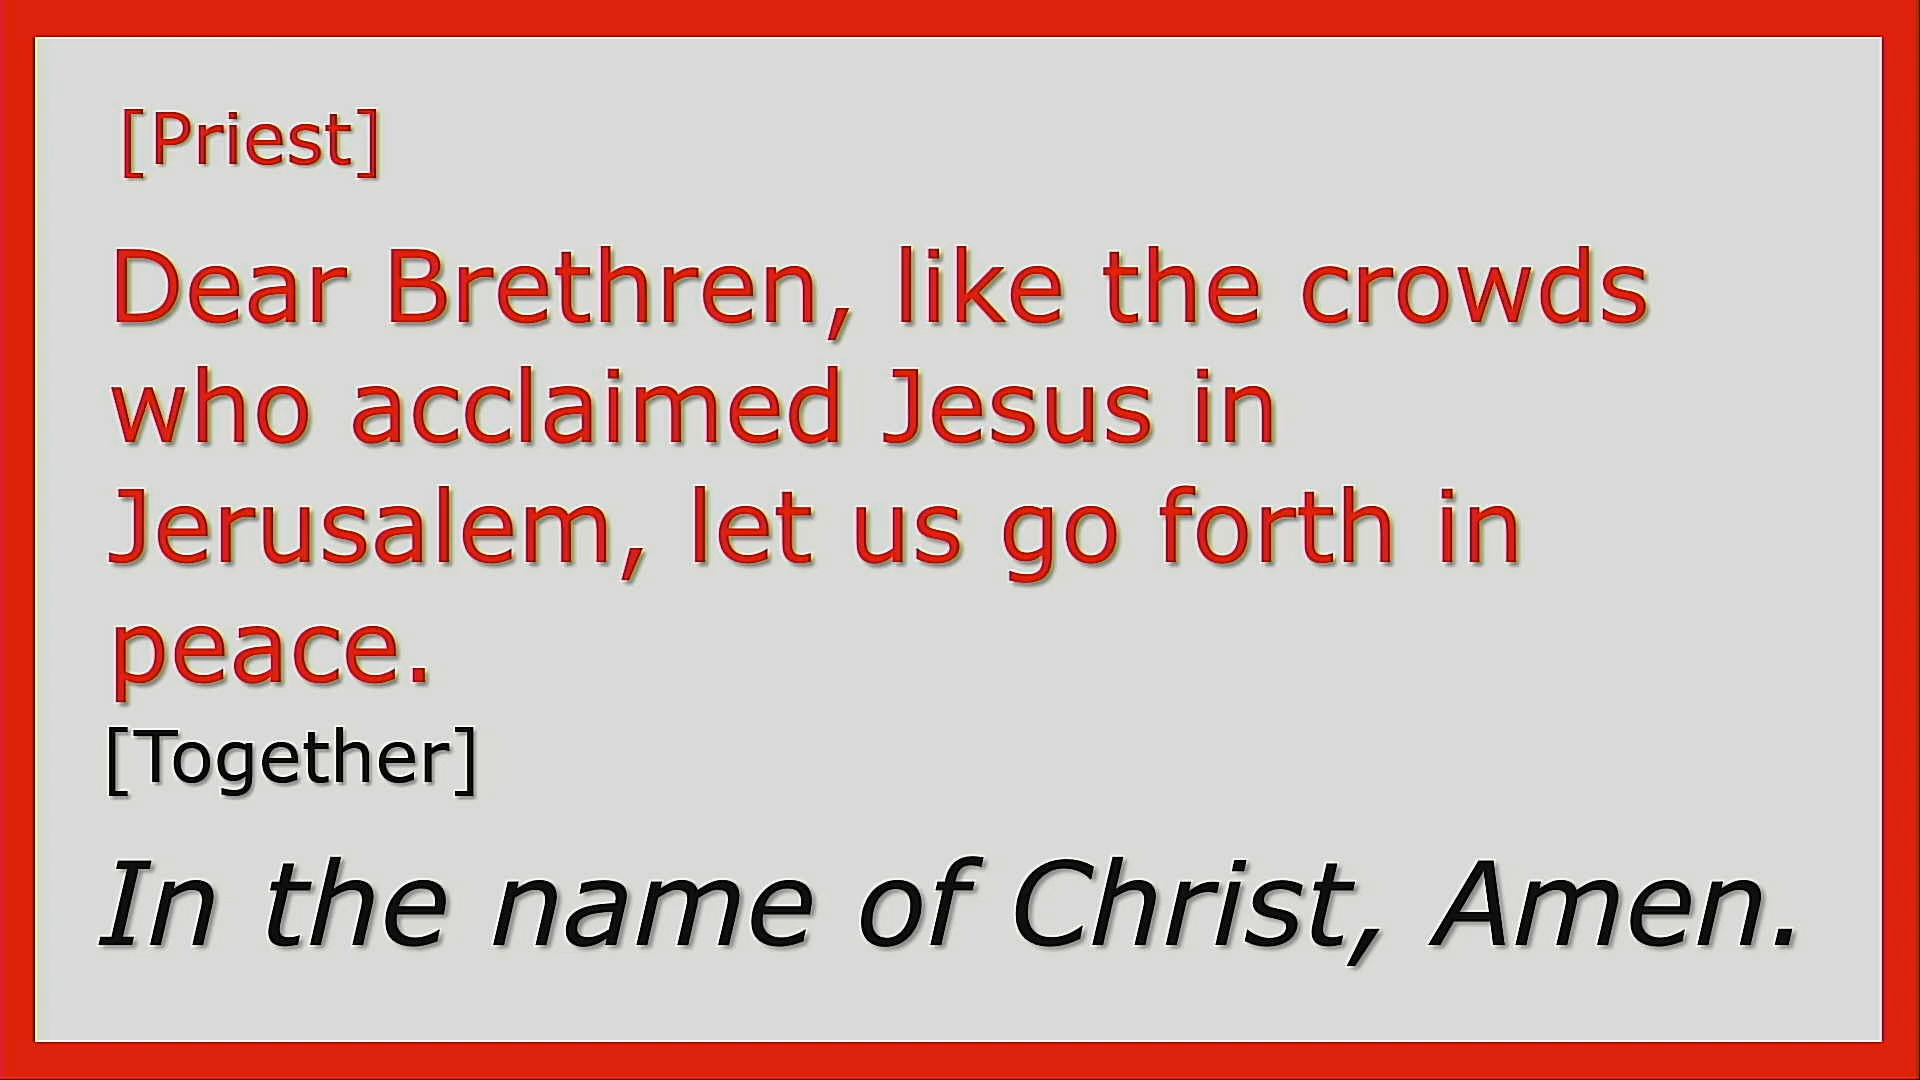 [Priest]
Dear Brethren, like the crowds
who acclaimed Jesus in
Jerusalem, let us go forth in
peace.
[Together]
In the name of Christ, Amen.